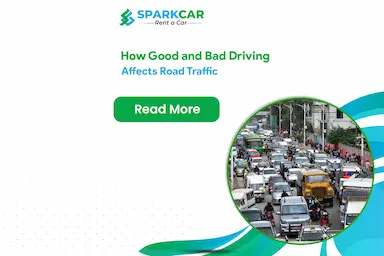 SPARKCAR
Rent a Car
How Good and Bad Driving
Affects Road Traffic
Read More